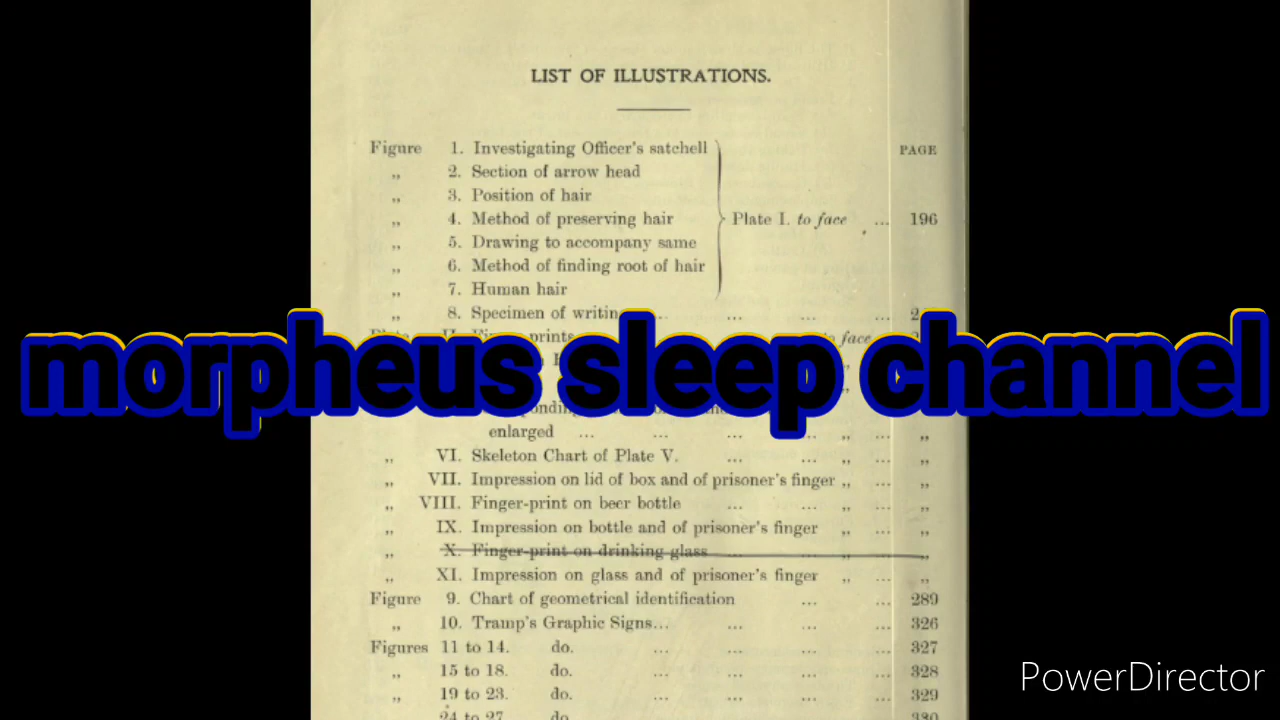 LIST OF ILLUSTRATIONS.
PAGE
Figure 1. Investigating Officer's satchell
„ 2. Section of arrow head
„ 3. Position of hair
„ 4. Method of preserving hair Plate I. to face ... 196
„ 5. Drawing to accompany same
„ 6. Method of finding root of hair
„ 7. Human hair
8. Specimen of ... ... ...
face
morpheus sleep channel
enlarged ... ... ... „ ... „
„ VI. Skeleton Chart of Plate V. ... ... „ ... „
„ VII. Impression on lid of box and of prisoner's finger „ ... „
„ VIII. Finger-print on beer bottle ... ... „ ... „
„ IX. Impression on bottle and of prisoner's finger „ ... „
„ X. Finger-print on drinking glass ... ... „ ... „
„ XI. Impression on glass and of prisoner's finger „ ... „
Figure 9. Chart of geometrical identification ... ... 289
„ 10. Tramp's Graphic Signs... ... ... ... 326
Figures 11 to 14. do. ... ... ... ... 327
„ 15 to 18. do. ... ... ... ... 328
„ 19 to 23. do. ... ... ... ... 329
24 to 27 do
PowerDirector